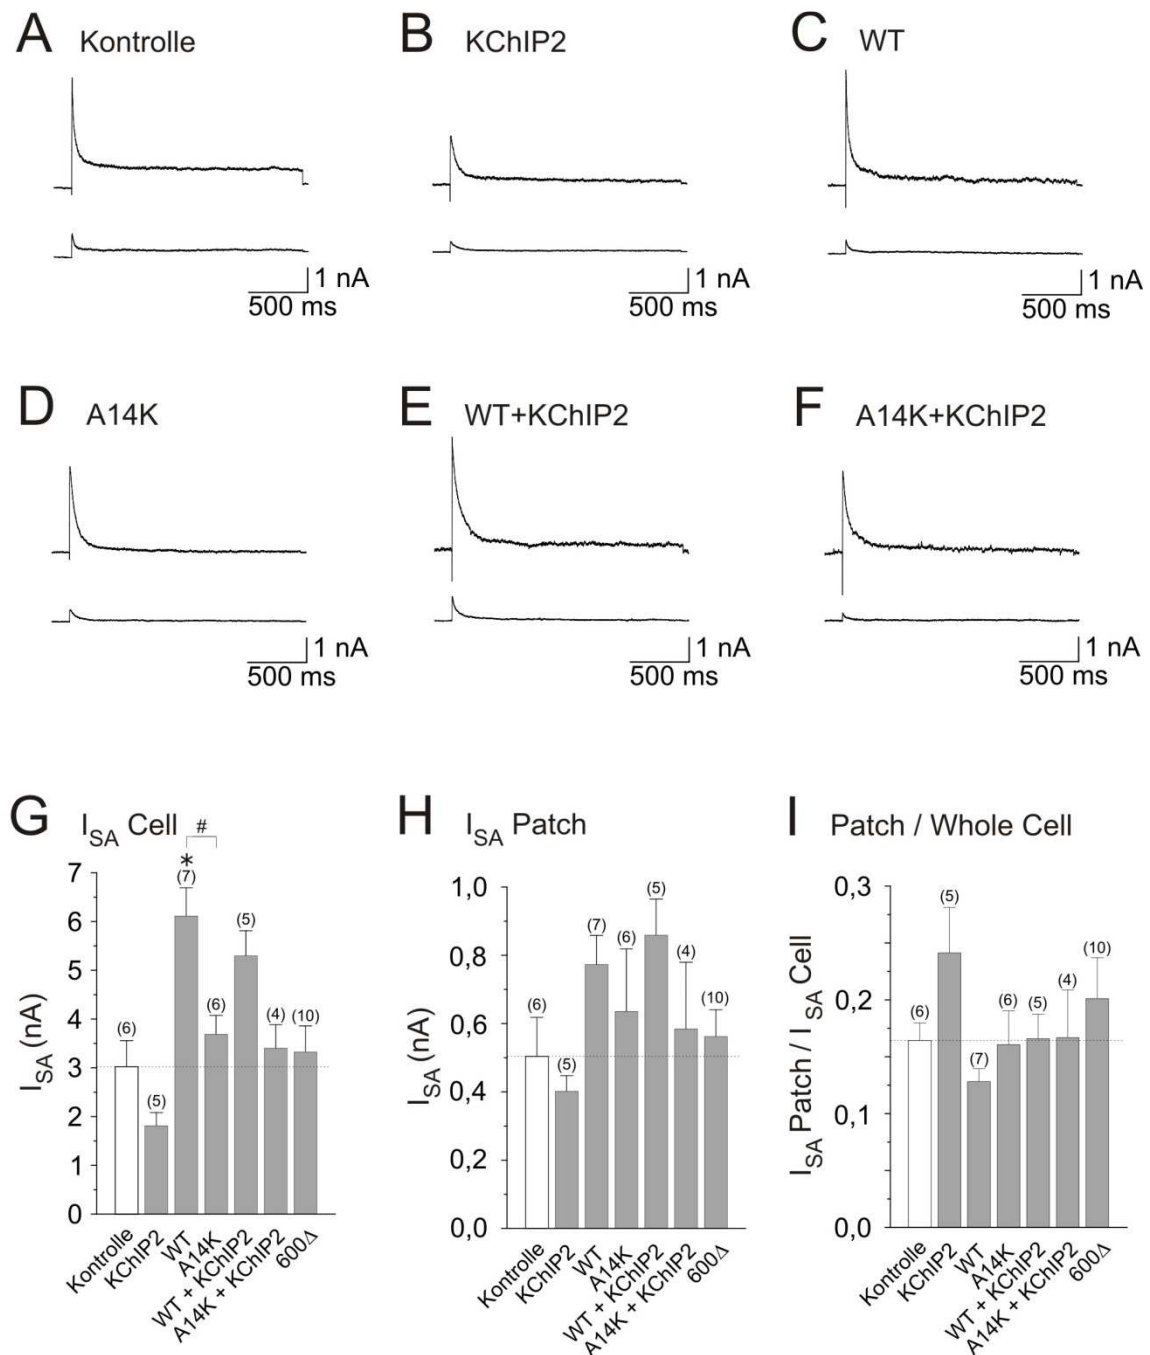 A Kontrolle
B KChIP2
C WT
1 nA
500 ms
1 nA
500 ms
1 nA
500 ms
D A14K
E WT+KChIP2
F A14K+KChIP2
1 nA
500 ms
1 nA
500 ms
1 nA
500 ms
G ISA Cell
#
*
7
6
5
4
3
2
1
0
ISA (nA)
(6)
(5)
(7)
(6)
(5)
(4)
(10)
Kontrolle
KChIP2
WT
A14K
WT + KChIP2
A14K + KChIP2
600Δ
H ISA Patch
1,0
0,8
0,6
0,4
0,2
0,0
ISA (nA)
(6)
(5)
(7)
(6)
(5)
(4)
(10)
Kontrolle
KChIP2
WT
A14K
WT + KChIP2
A14K + KChIP2
600Δ
I Patch / Whole Cell
0,3
0,2
0,1
0,0
ISA Patch / ISA Cell
(6)
(5)
(7)
(6)
(5)
(4)
(10)
Kontrolle
KChIP2
WT
A14K
WT + KChIP2
A14K + KChIP2
600Δ